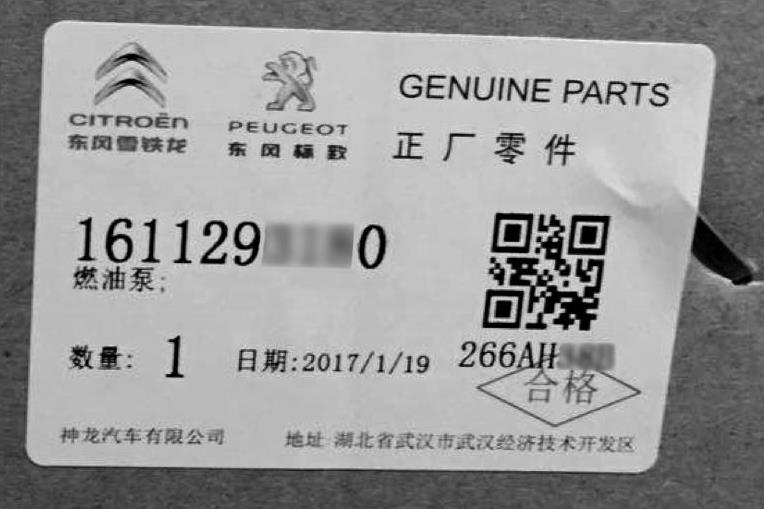 CITROËN
东风雪铁龙
PEUGEOT
东风标致
GENUINE PARTS
正厂零件
1611293 0
燃油泵;
数量: 1
日期:2017/1/19
266AH
合格
神龙汽车有限公司
地址:湖北省武汉市武汉经济技术开发区